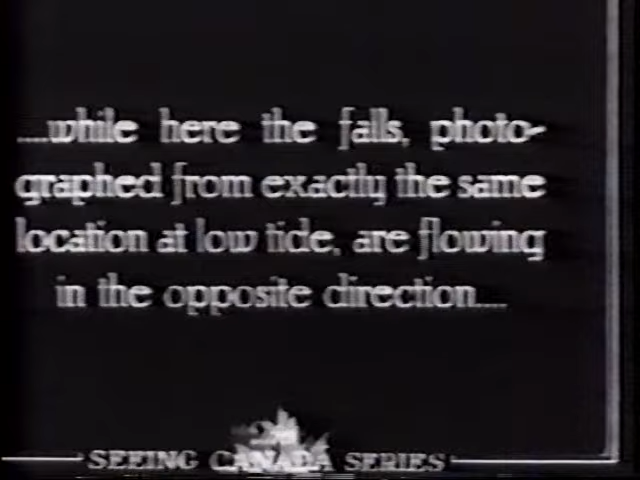 ....while here the falls, photo-
graphed from exactly the same
location at low tide, are flowing
in the opposite direction....
SEEING CANADA SERIES